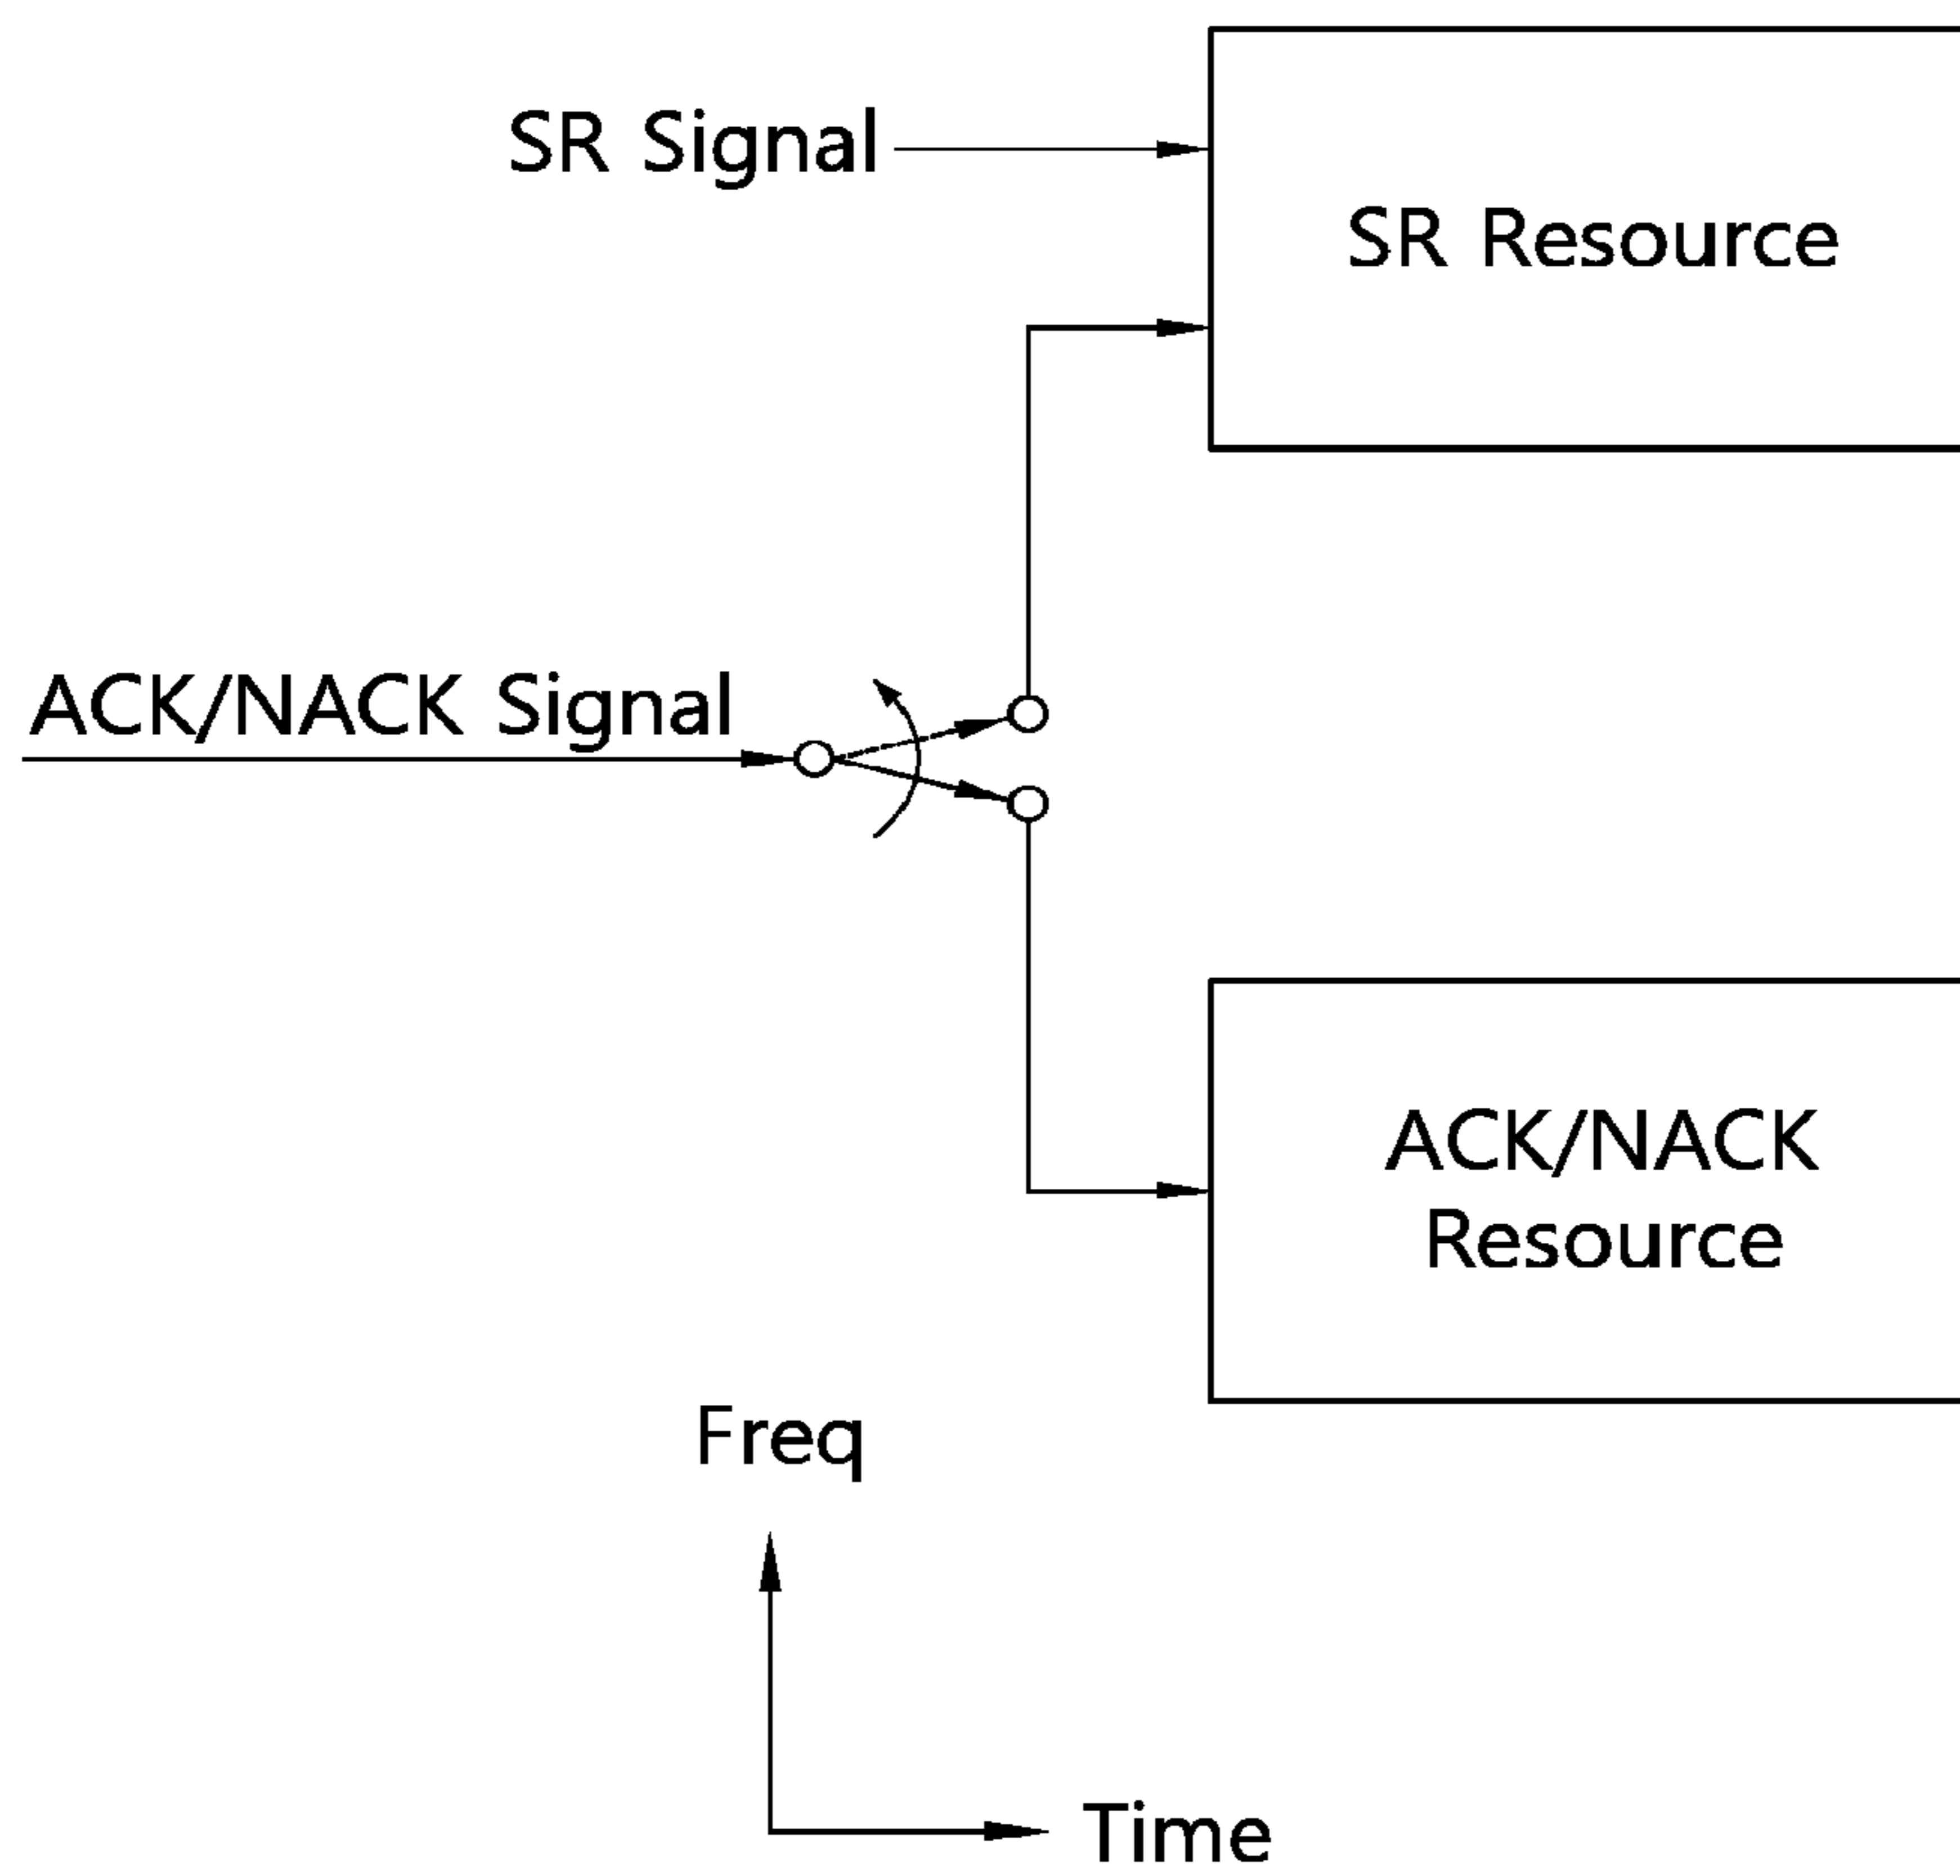 SR Signal
SR Resource
ACK/NACK Signal
ACK/NACK
Resource
Freq
Time